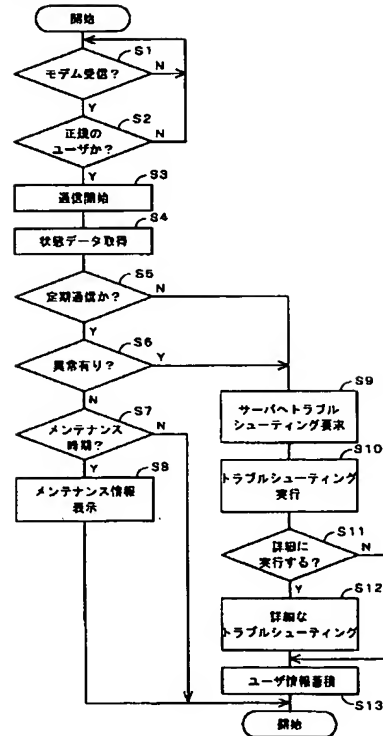 開始
S1
モデム受信？
N
Y
S2
正規の
ユーザか？
N
Y
S3
通信開始
S4
状態データ取得
S5
定期通信か？
N
Y
S6
異常有り？
Y
N
S7
メンテナンス
時期？
N
Y
S8
メンテナンス情報
表示
S9
サーバへトラブル
シューティング要求
S10
トラブルシューティング
実行
S11
詳細に
実行する？
N
Y
S12
詳細な
トラブルシューティング
ユーザ情報蓄積
S13
開始